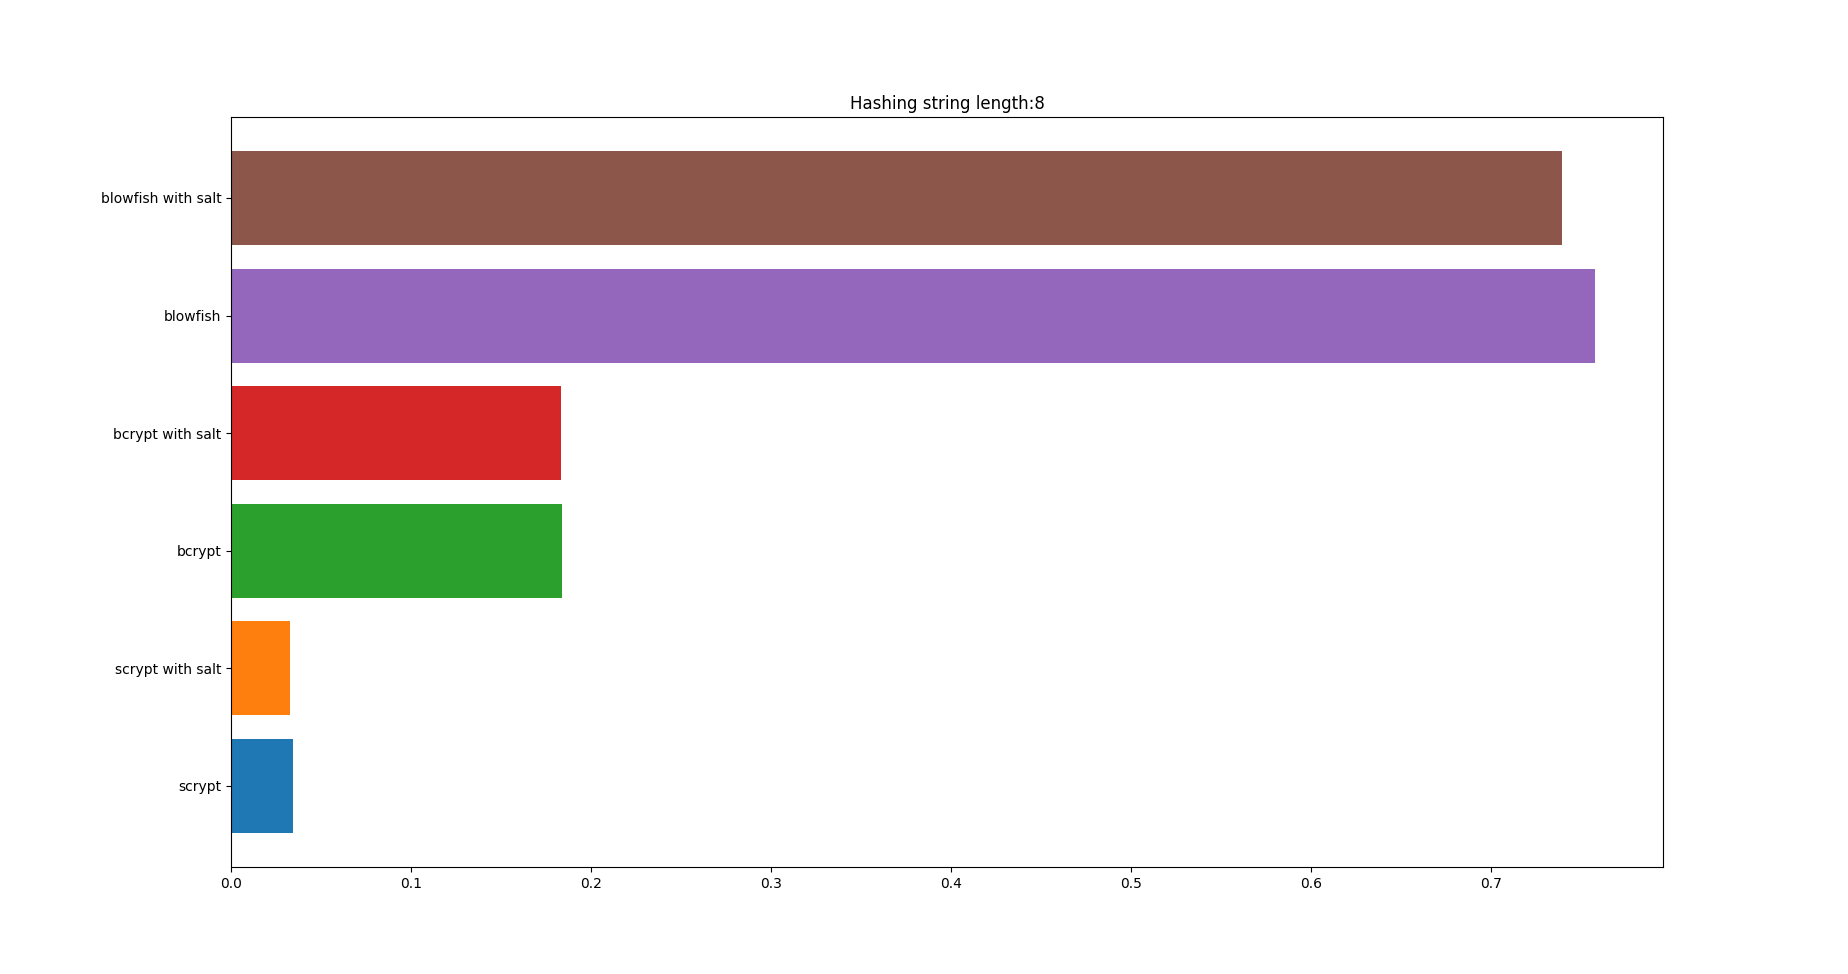 Hashing string length:8
blowfish with salt
blowfish
bcrypt with salt
bcrypt
scrypt with salt
scrypt
0.0 0.1 0.2 0.3 0.4 0.5 0.6 0.7